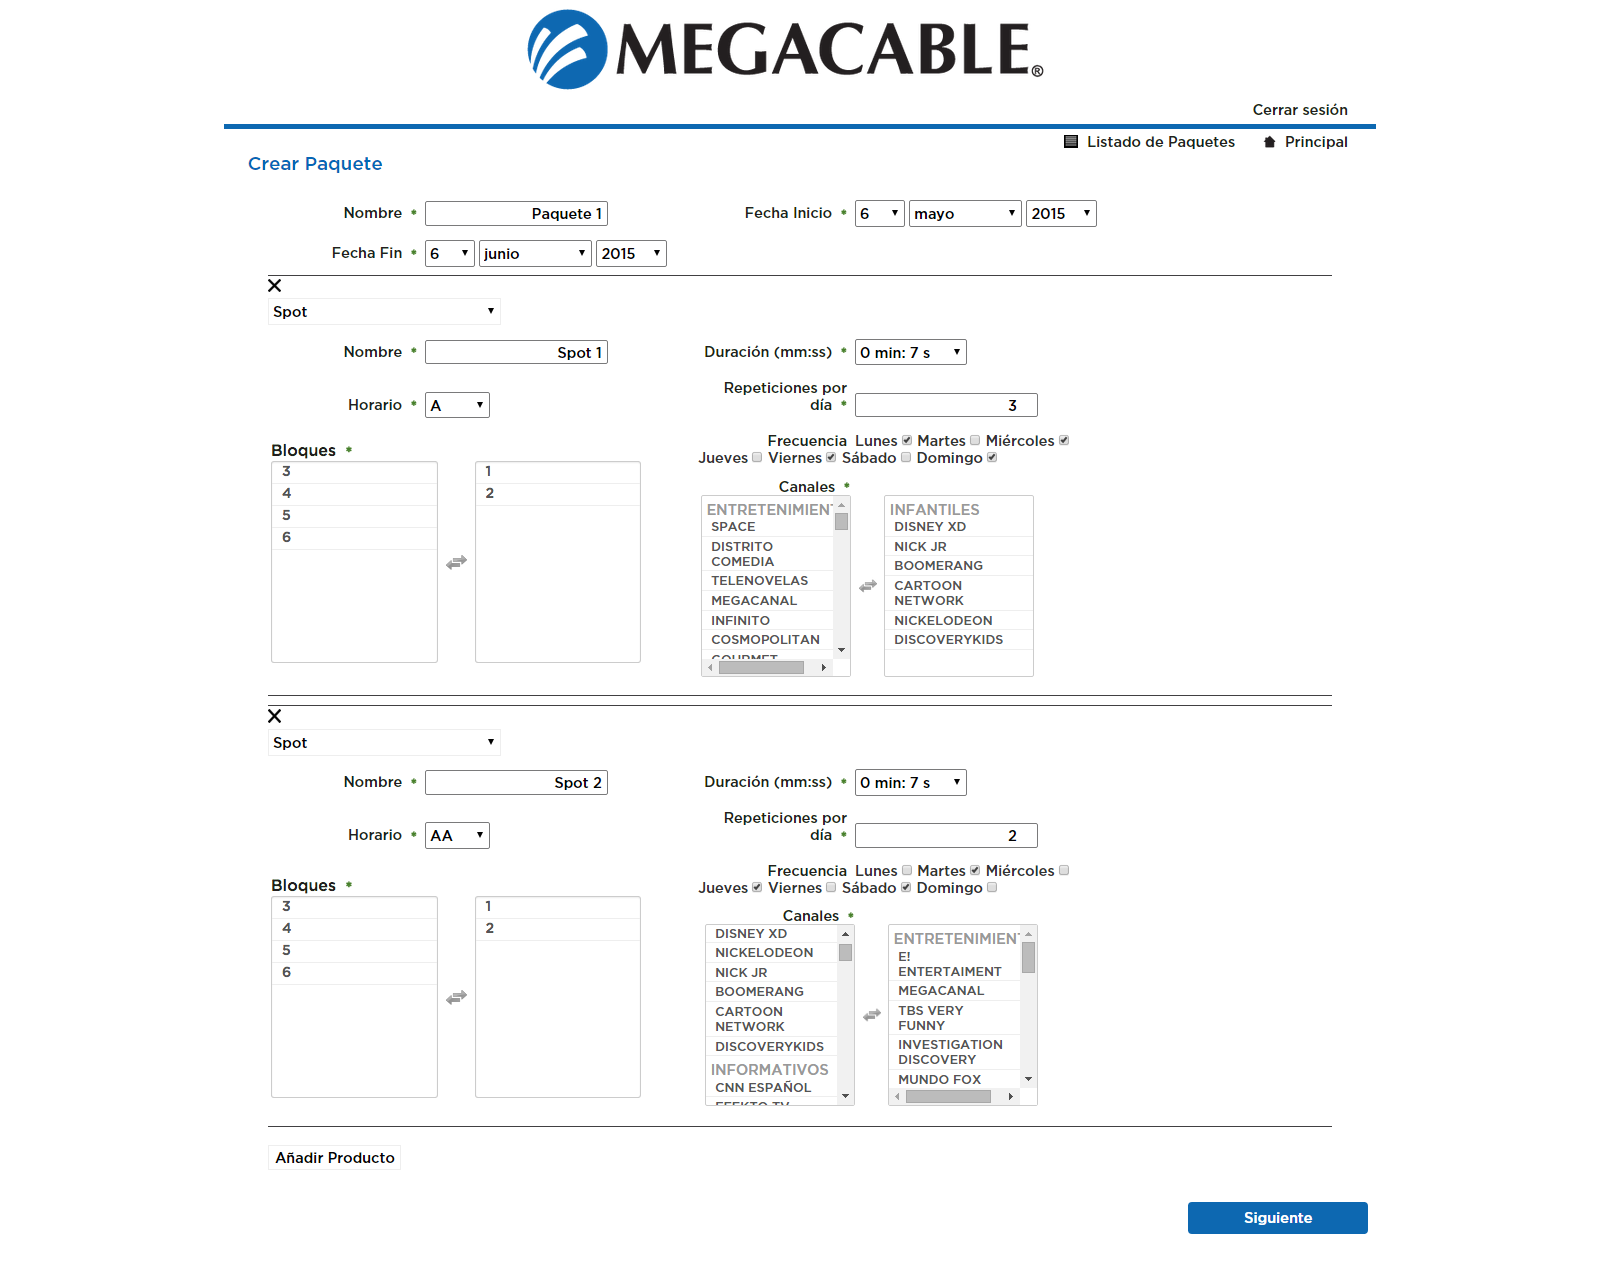 MEGACABLE®
Cerrar sesión
Listado de Paquetes Principal
Crear Paquete
Nombre * Paquete 1 Fecha Inicio * 6 mayo 2015
Fecha Fin * 6 junio 2015
Spot
Nombre * Spot 1 Duración (mm:ss) * 0 min: 7 s
Repeticiones por
Horario * A día * 3
Frecuencia Lunes Martes Miércoles
Bloques *
Jueves Viernes Sábado Domingo
3
4
5
6
1
2
Canales *
ENTRETENIMIENT
SPACE
DISTRITO
COMEDIA
TELENOVELAS
MEGACANAL
INFINITO
COSMOPOLITAN
GOURMET
INFANTILES
DISNEY XD
NICK JR
BOOMERANG
CARTOON
NETWORK
NICKELODEON
DISCOVERYKIDS
Spot
Nombre * Spot 2 Duración (mm:ss) * 0 min: 7 s
Repeticiones por
Horario * AA día * 2
Frecuencia Lunes Martes Miércoles
Bloques *
Jueves Viernes Sábado Domingo
3
4
5
6
1
2
Canales *
DISNEY XD
NICKELODEON
NICK JR
BOOMERANG
CARTOON
NETWORK
DISCOVERYKIDS
INFORMATIVOS
CNN ESPAÑOL
EFEKTO TV
ENTRETENIMIENT
E!
ENTERTAIMENT
MEGACANAL
TBS VERY
FUNNY
INVESTIGATION
DISCOVERY
MUNDO FOX
Añadir Producto
Siguiente